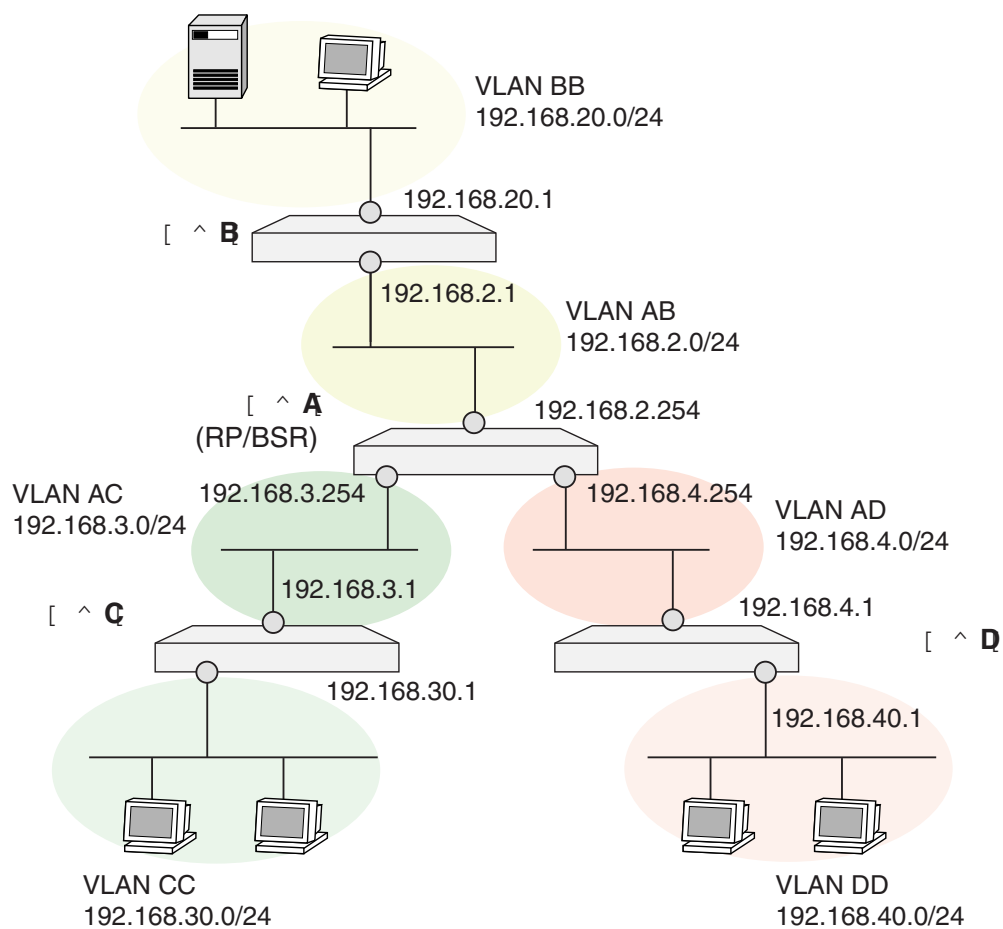 VLAN BB
192.168.20.0/24
192.168.20.1
[ ^ B[
192.168.2.1
VLAN AB
192.168.2.0/24
[ ^ A[
(RP/BSR)
192.168.2.254
VLAN AC
192.168.3.0/24
192.168.3.254
192.168.4.254
VLAN AD
192.168.4.0/24
192.168.3.1
[ ^ C[
192.168.4.1
[ ^ D[
192.168.30.1
192.168.40.1
VLAN CC
192.168.30.0/24
VLAN DD
192.168.40.0/24